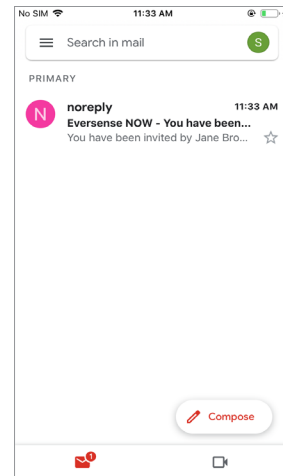 No SIM 11:33 AM
Search in mail S
PRIMARY
N noreply 11:33 AM
Eversense NOW - You have been...
You have been invited by Jane Bro...
Compose
1